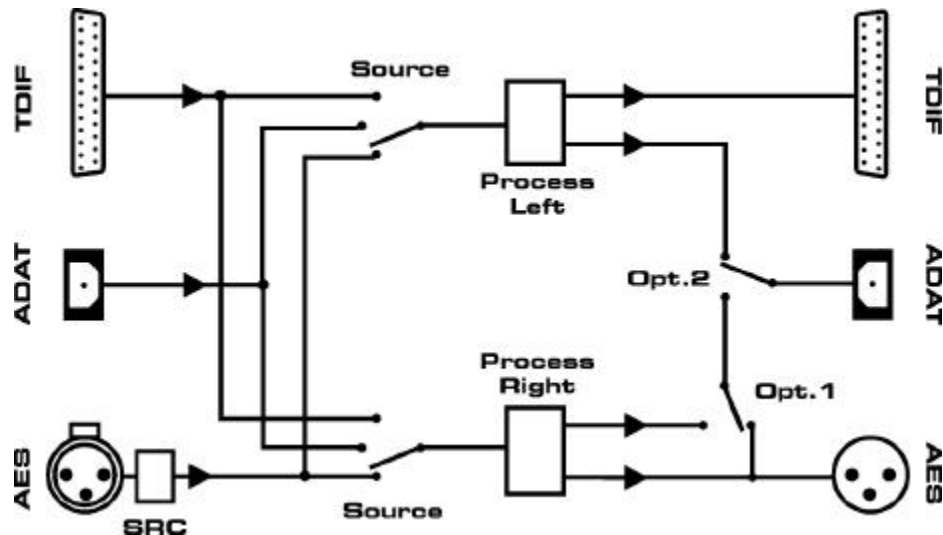 TDIF
Source
TDIF
Process
Left
ADAT
Opt.2
ADAT
Process
Right
Opt.1
AES
SRC
Source
AES